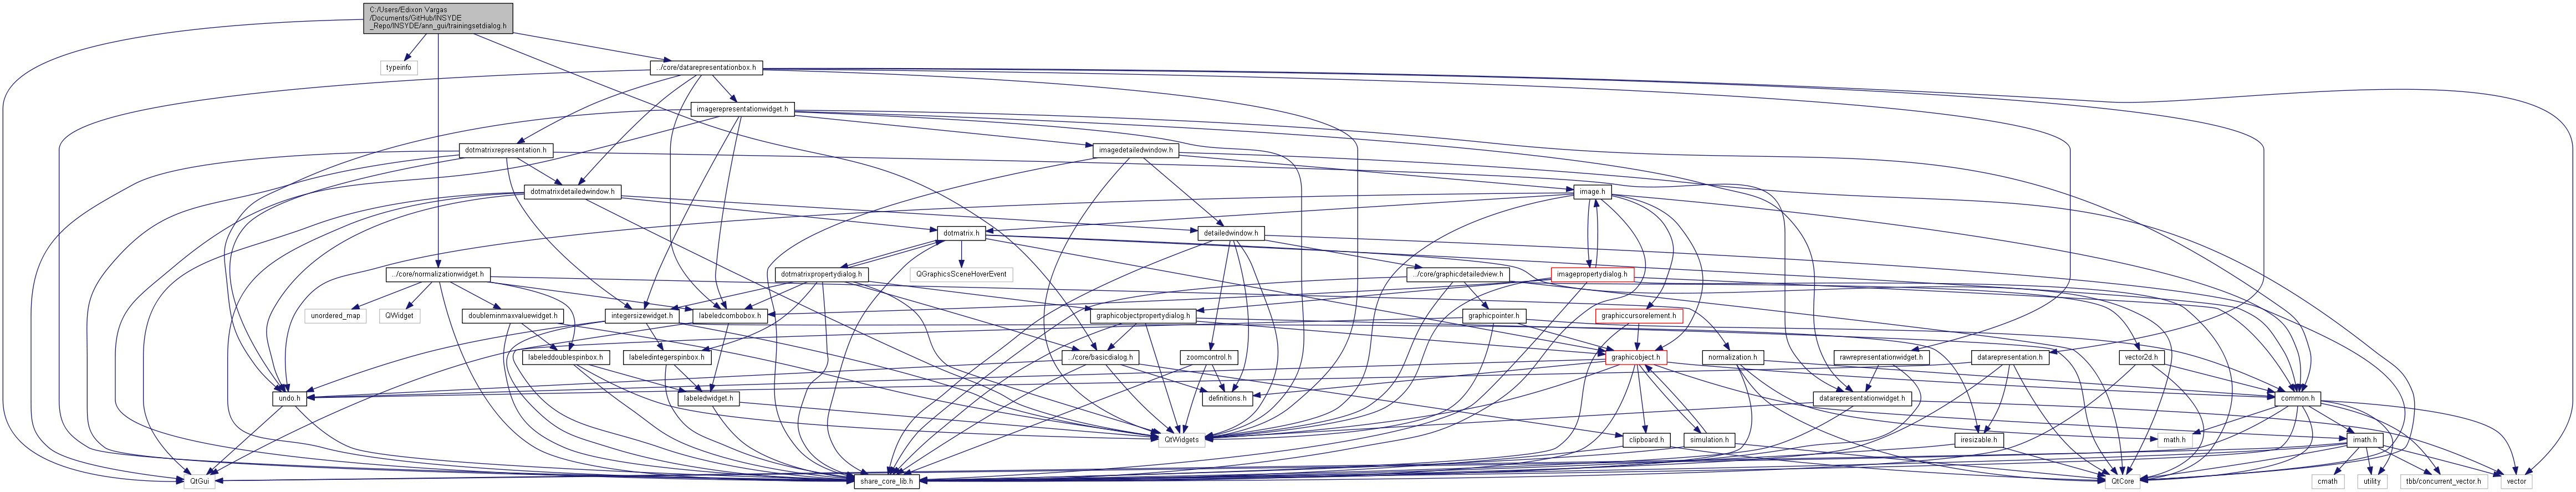 C:/Users/Edixon Vargas
/Documents/GitHub/INSYDE
_Repo/INSYDE/ann_gui/trainingsetdialog.h
typeinfo
../core/datarepresentationbox.h
imagerepresentationwidget.h
dotmatrixrepresentation.h
imagedetailedwindow.h
dotmatrixdetailedwindow.h
image.h
dotmatrix.h
detailedwindow.h
../core/normalizationwidget.h
dotmatrixpropertydialog.h
QGraphicsSceneHoverEvent
../core/graphicdetailedview.h
imagepropertydialog.h
unordered_map
QWidget
doubleminmaxvaluewidget.h
integersizewidget.h
labeledcombobox.h
graphicobjectpropertydialog.h
graphicpointer.h
graphiccursorelement.h
labeleddoublespinbox.h
labeledintegerspinbox.h
../core/basicdialog.h
zoomcontrol.h
graphicobject.h
normalization.h
rawrepresentationwidget.h
datarepresentation.h
vector2d.h
undo.h
labeledwidget.h
definitions.h
datarepresentationwidget.h
common.h
QtWidgets
clipboard.h
simulation.h
iresizable.h
math.h
imath.h
QtGui
share_core_lib.h
QtCore
cmath
utility
tbb/concurrent_vector.h
vector